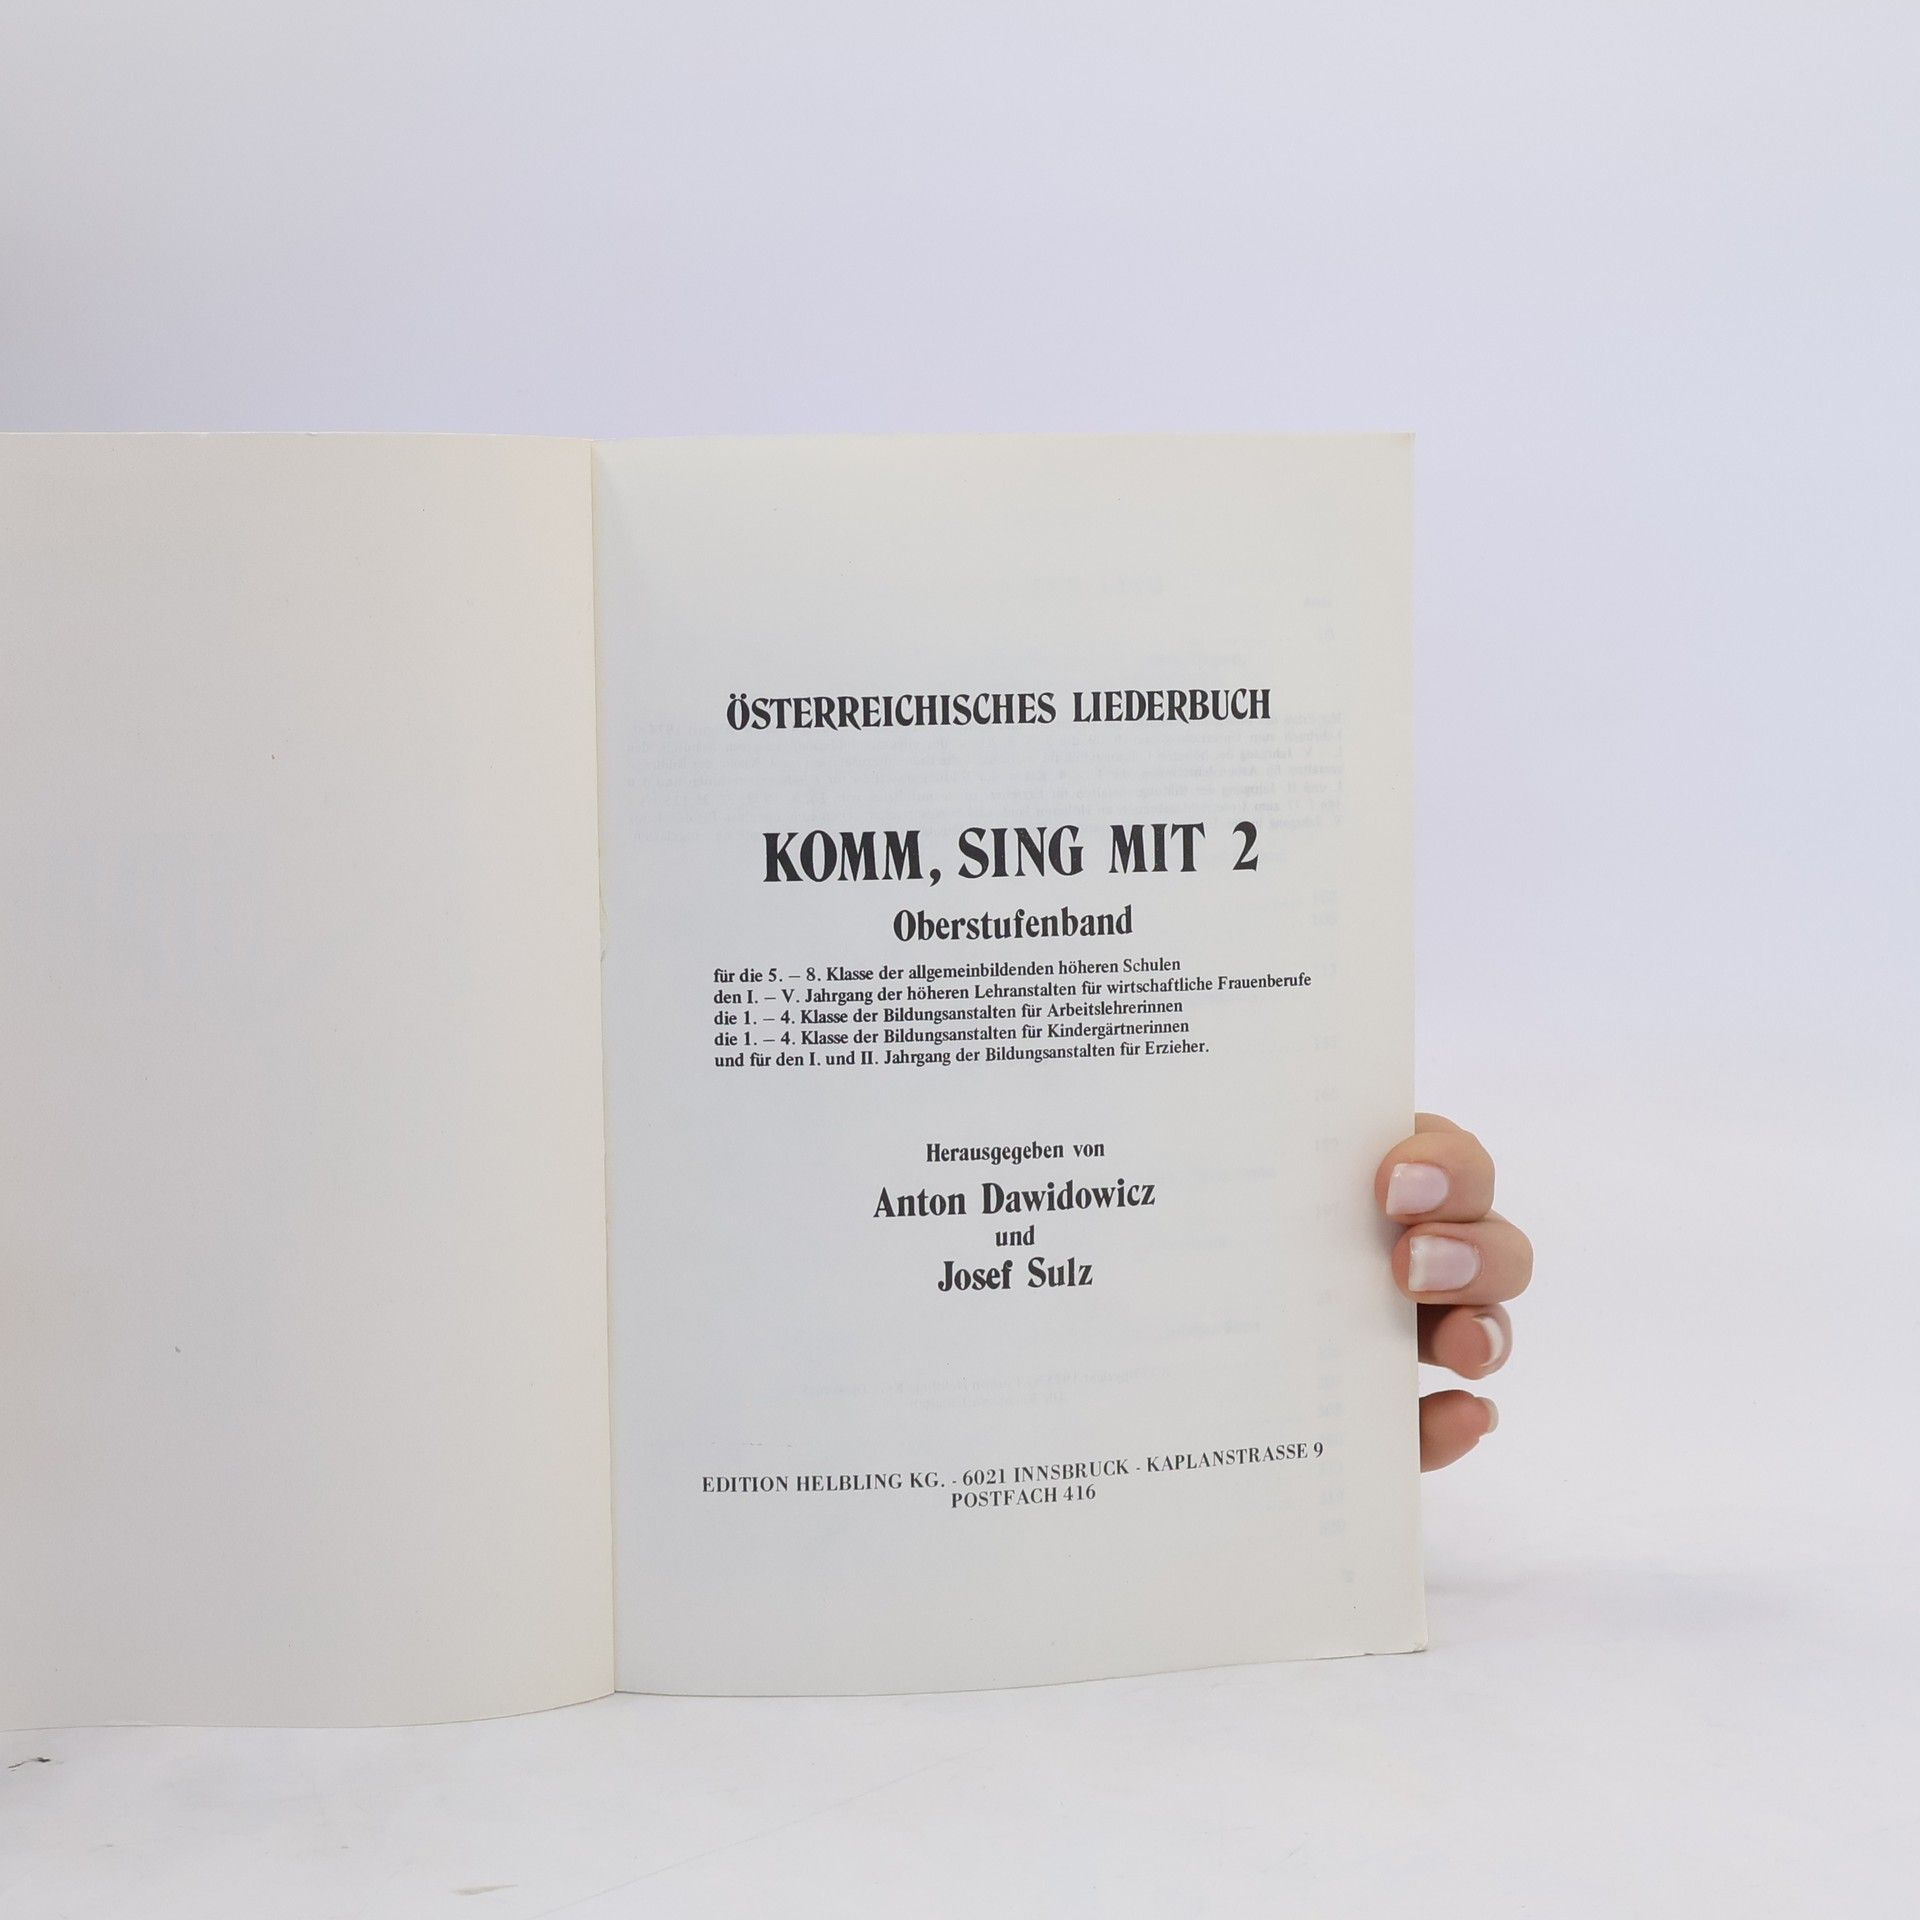 ÖSTERREICHISCHES LIEDERBUCH
KOMM, SING MIT 2
Oberstufenband
für die 5. – 8. Klasse der allgemeinbildenden höheren Schulen
den I. – V. Jahrgang der höheren Lehranstalten für wirtschaftliche Frauenberufe
die 1. – 4. Klasse der Bildungsanstalten für Arbeitslehrerinnen
die 1. – 4. Klasse der Bildungsanstalten für Kindergärtnerinnen
und für den I. und II. Jahrgang der Bildungsanstalten für Erzieher.
Herausgegeben von
Anton Dawidowicz
und
Josef Sulz
EDITION HELBLING KG. - 6021 INNSBRUCK - KAPLANSTRASSE 9
POSTFACH 416